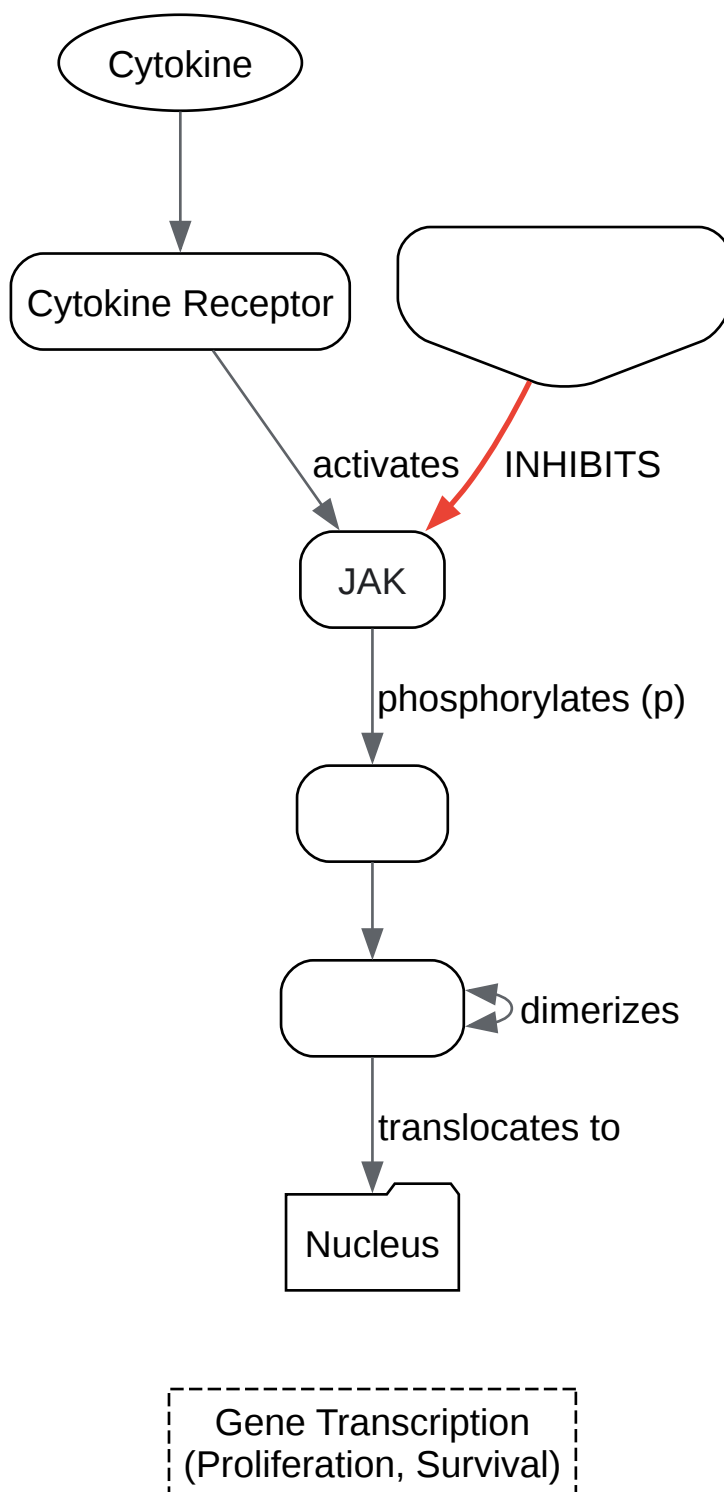 Cytokine
Cytokine Receptor
activates
INHIBITS
JAK
phosphorylates (p)
dimerizes
translocates to
Nucleus
Gene Transcription
(Proliferation, Survival)